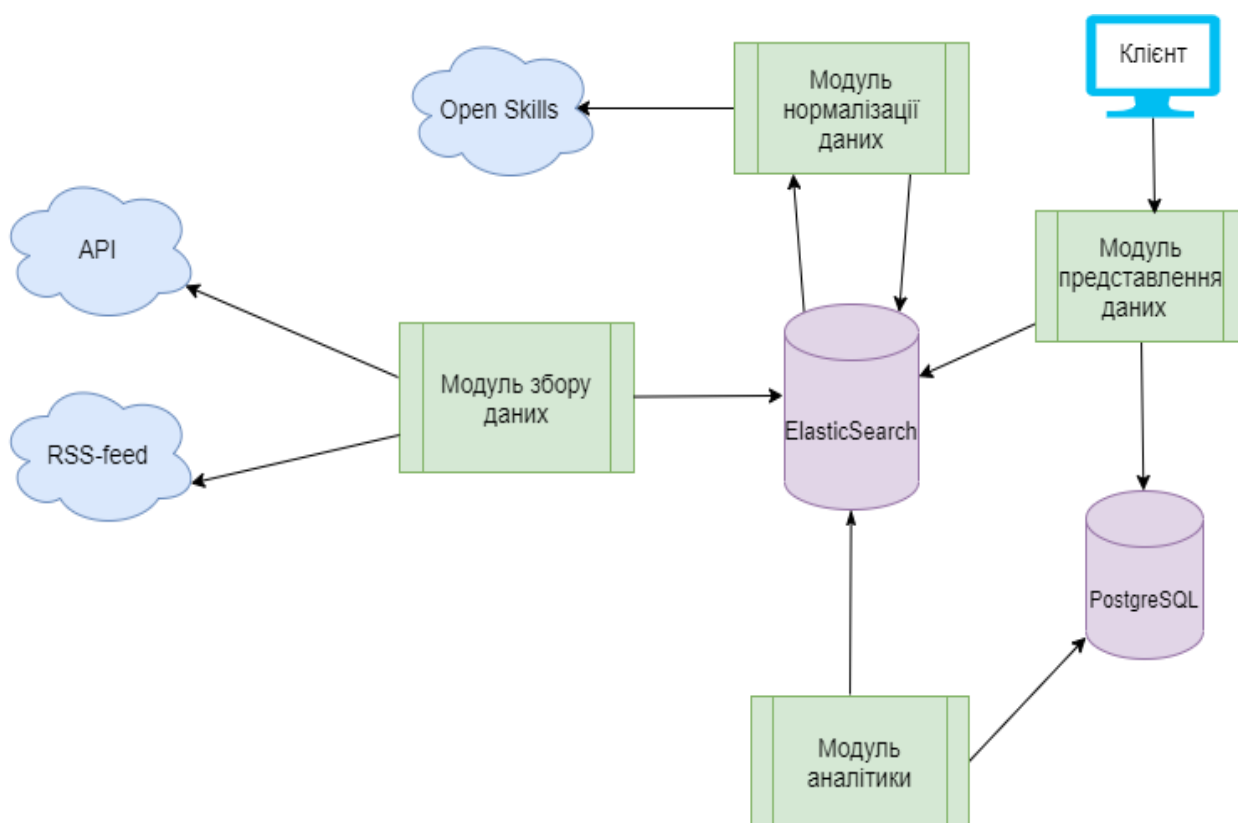 Клієнт
Модуль
нормалізації
даних
Open Skills
API
Модуль
представлення
даних
Модуль збору
даних
ElasticSearch
RSS-feed
PostgreSQL
Модуль
аналітики